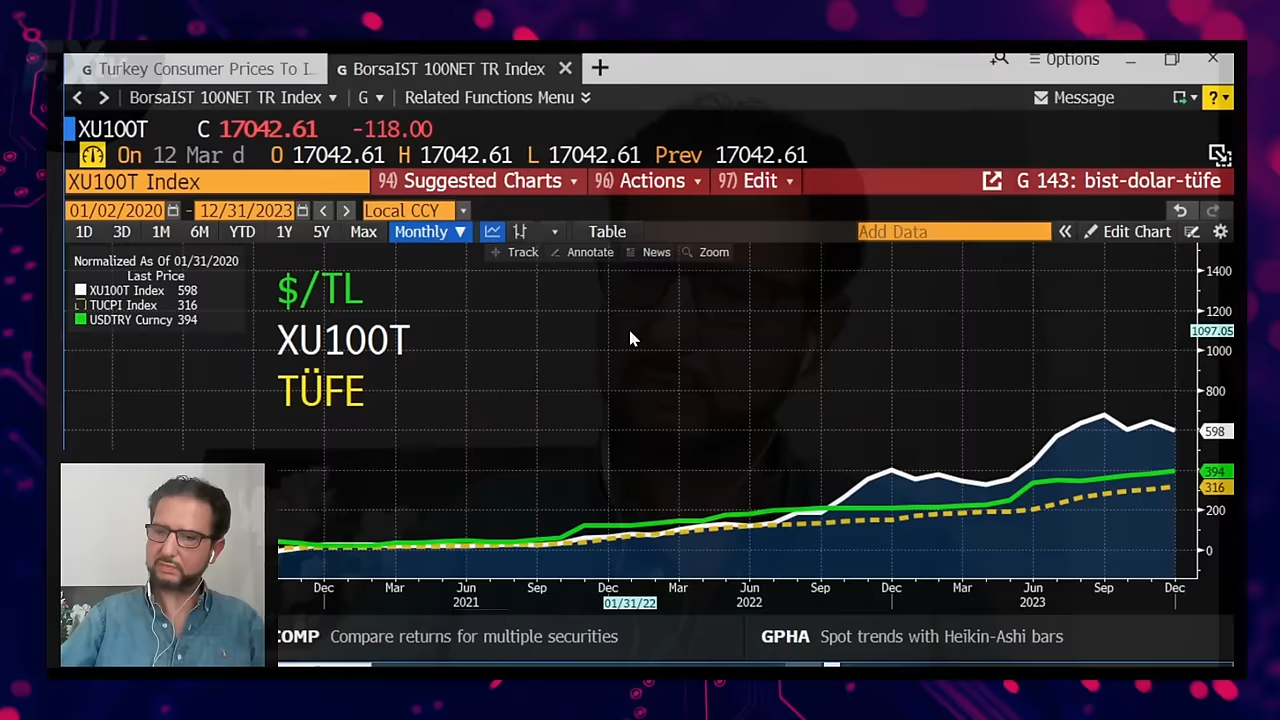 Turkey Consumer Prices To I...
BorsaIST 100NET TR Index
Options
BorsaIST 100NET TR Index G Related Functions Menu
Message ?
XU100T C 17042.61 -118.00
On 12 Mar d O 17042.61 H 17042.61 L 17042.61 Prev 17042.61
XU100T Index 94) Suggested Charts 96) Actions 97) Edit G 143: bist-dolar-tüfe
01/02/2020 - 12/31/2023 Local CCY
1D 3D 1M 6M YTD 1Y 5Y Max Monthly ▼ Table Add Data « Edit Chart
Track Annotate News Zoom
Normalized As Of 01/31/2020
Last Price
XU100T Index 598
TUCPI Index 316
USDTRY Curncy 394
$/TL
XU100T
TÜFE
1400
1200
1097.05
1000
800
598
394
316
200
0
Dec Mar Jun Sep Dec Mar Jun Sep Dec Mar Jun Sep Dec
2021 01/31/22 2022 2023
COMP Compare returns for multiple securities GPHA Spot trends with Heikin-Ashi bars